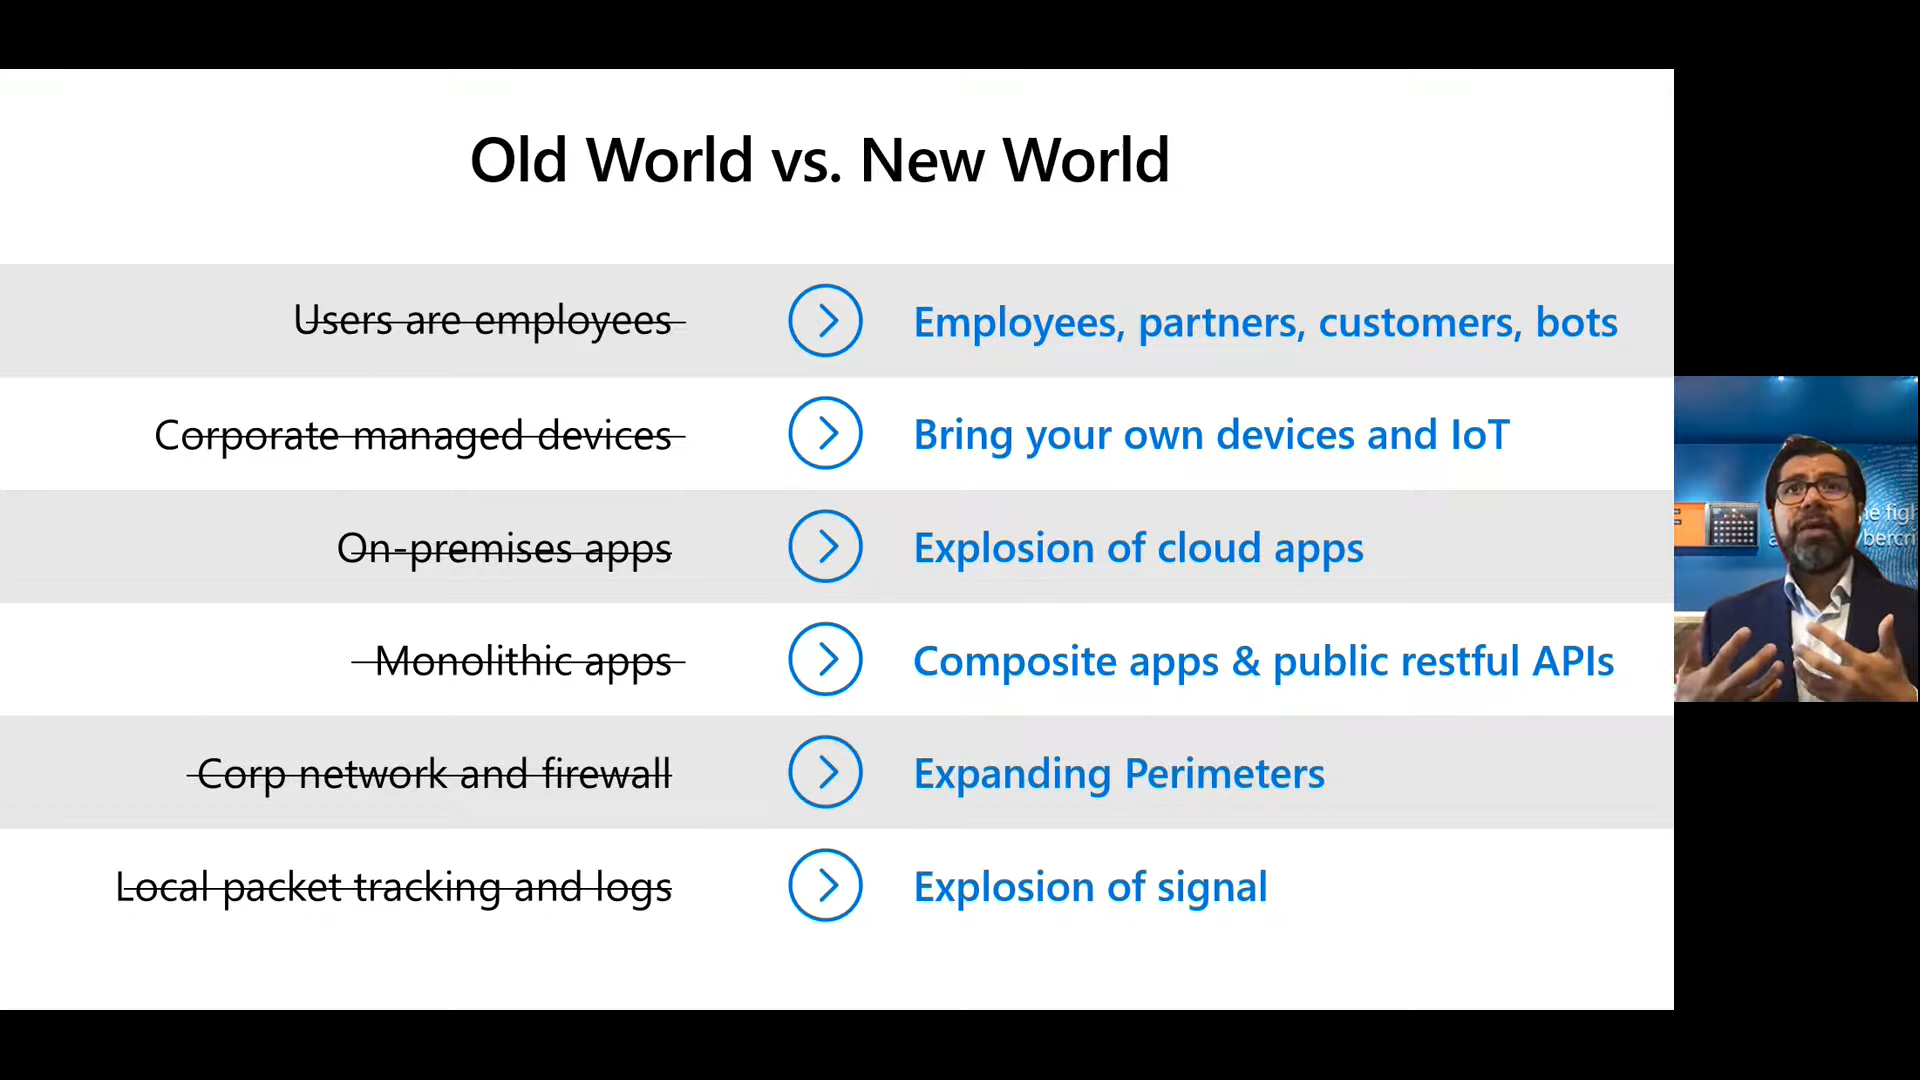 Old World vs. New World
Users are employees
Employees, partners, customers, bots
Corporate managed devices
Bring your own devices and IoT
On-premises apps
Explosion of cloud apps
Monolithic apps
Composite apps & public restful APIs
Corp network and firewall
Expanding Perimeters
Local packet tracking and logs
Explosion of signal